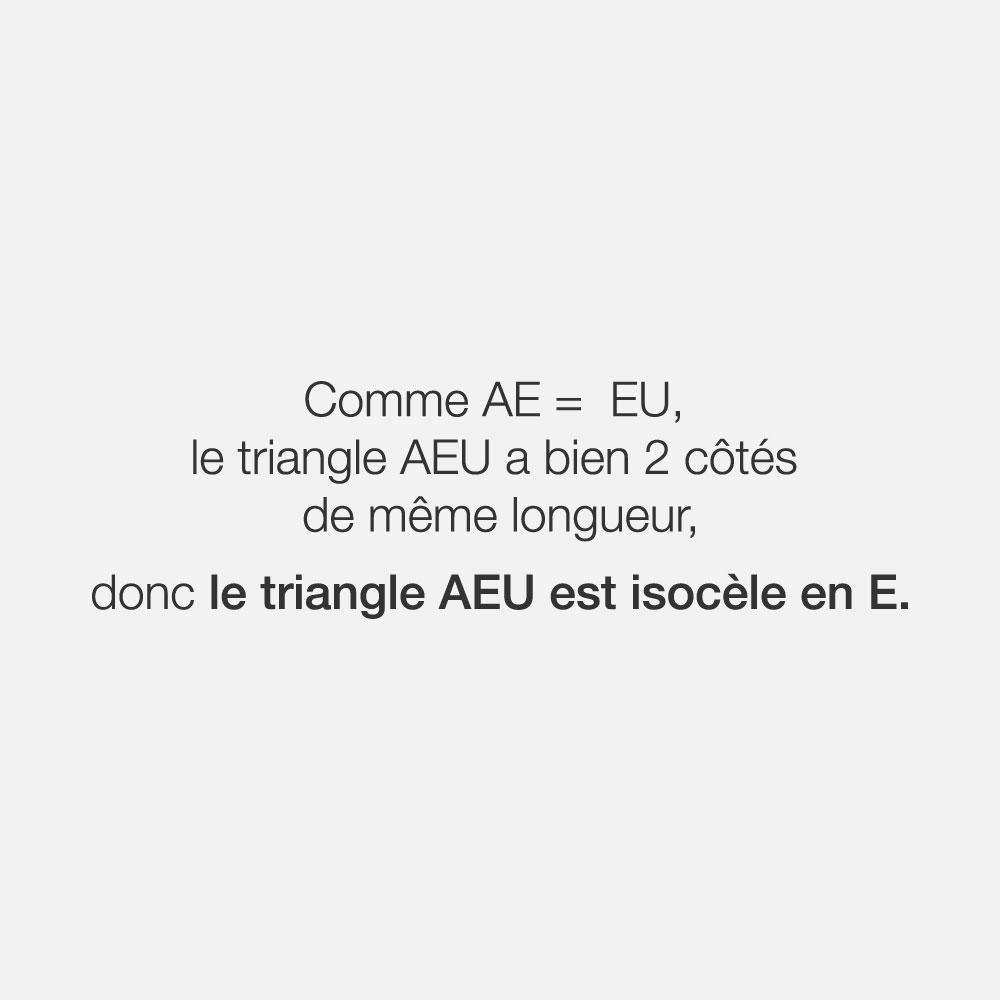 Comme AE =  EU,
le triangle AEU a bien 2 côtés
de même longueur,
donc le triangle AEU est isocèle en E.